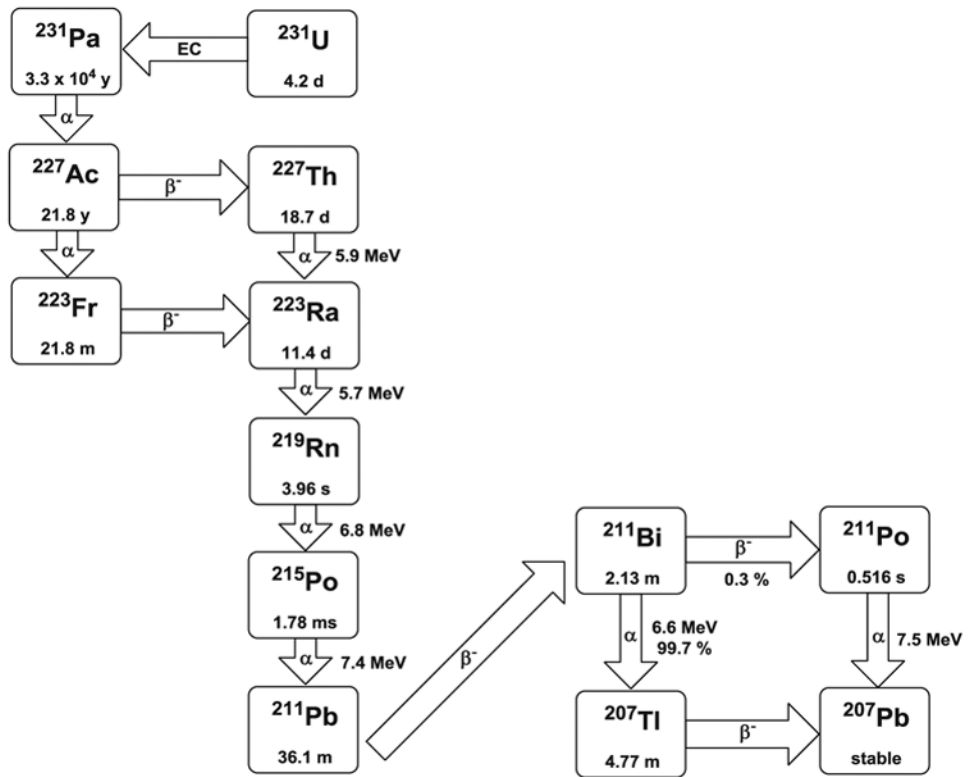 ²³¹Pa
3.3 x 10⁴ y
EC
²³¹U
4.2 d
α
²²⁷Ac
21.8 y
β⁻
²²⁷Th
18.7 d
α
α
5.9 MeV
²²³Fr
21.8 m
β⁻
²²³Ra
11.4 d
α
5.7 MeV
²¹⁹Rn
3.96 s
α
6.8 MeV
²¹⁵Po
1.78 ms
α
7.4 MeV
²¹¹Pb
36.1 m
β⁻
²¹¹Bi
2.13 m
β⁻
0.3 %
²¹¹Po
0.516 s
α
6.6 MeV
99.7 %
α
7.5 MeV
²⁰⁷Tl
4.77 m
β⁻
²⁰⁷Pb
stable